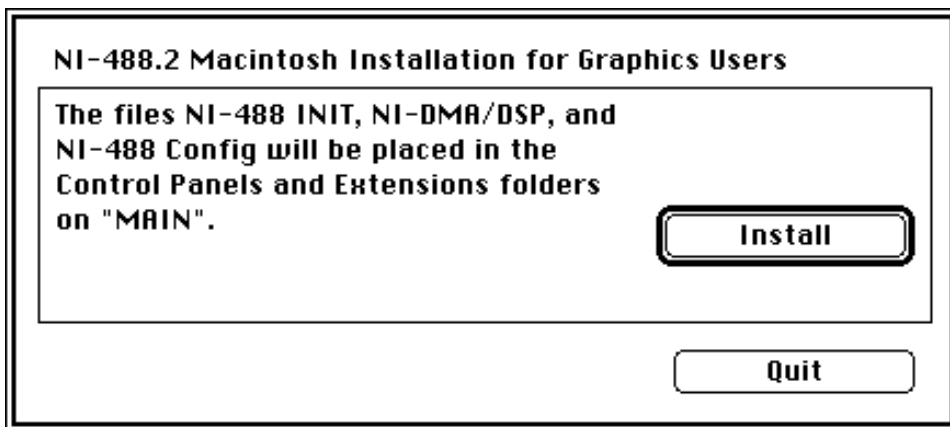 NI-488.2 Macintosh Installation for Graphics Users
The files NI-488 INIT, NI-DMA/DSP, and
NI-488 Config will be placed in the
Control Panels and Extensions folders
on "MAIN".
Install
Quit